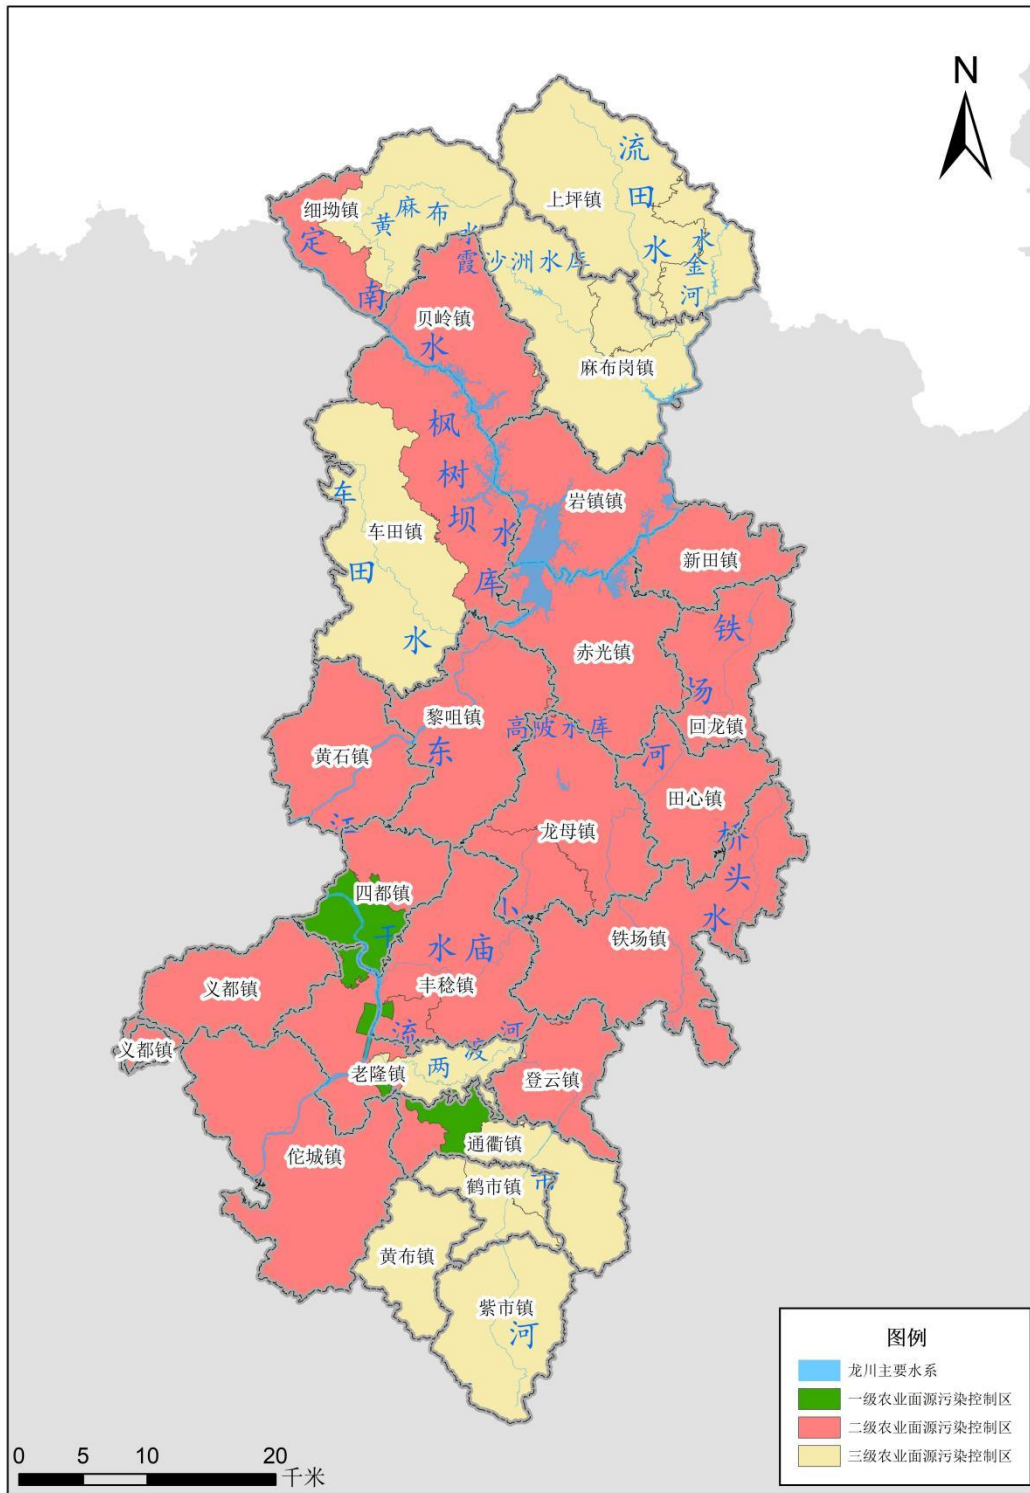 N
流
田
水
上坪镇
细坳镇
黄
麻
布
水
水
金
河
定
南
水
霞沙洲水库
贝岭镇
麻布岗镇
枫
树
坝
水
库
岩镇镇
车
田
水
车田镇
新田镇
铁
场
河
赤光镇
回龙镇
黎咀镇
高陂水库
东
江
黄石镇
田心镇
龙母镇
桥
头
水
四都镇
干
流
小
庙
水
铁场镇
义都镇
丰稔镇
义都镇
老隆镇
两
渡
河
登云镇
佗城镇
通衢镇
鹤市镇
市
黄布镇
紫市镇
河
图例
龙川主要水系
一级农业面源污染控制区
二级农业面源污染控制区
三级农业面源污染控制区
0 5 10 20
千米